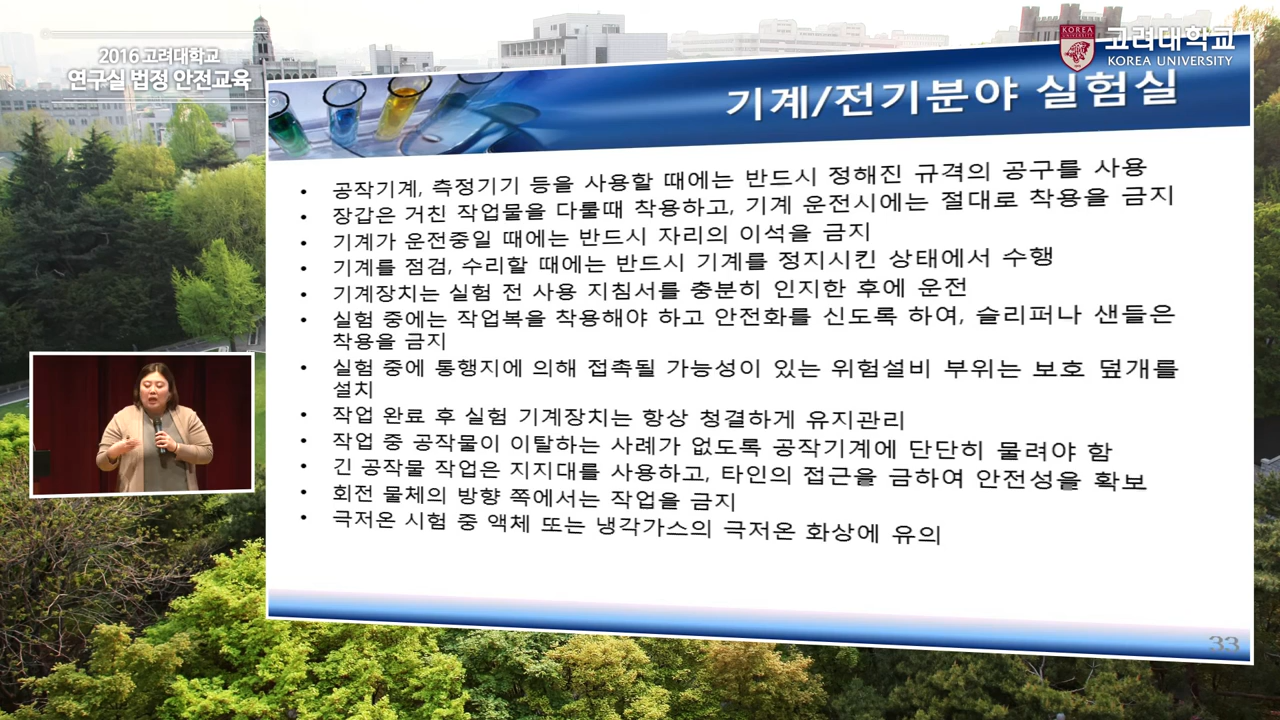 2016 고려대학교
연구실 법정 안전교육
KOREA
고려대학교
KOREA UNIVERSITY
기계/전기분야 실험실
• 공작기계, 측정기기 등을 사용할 때에는 반드시 정해진 규격의 공구를 사용
• 장갑은 거친 작업물을 다룰때 착용하고, 기계 운전시에는 절대로 착용을 금지
• 기계가 운전중일 때에는 반드시 자리의 이석을 금지
• 기계를 점검, 수리할 때에는 반드시 기계를 정지시킨 상태에서 수행
• 기계장치는 실험 전 사용 지침서를 충분히 인지한 후에 운전
• 실험 중에는 작업복을 착용해야 하고 안전화를 신도록 하여, 슬리퍼나 샌들은
착용을 금지
• 실험 중에 통행지에 의해 접촉될 가능성이 있는 위험설비 부위는 보호 덮개를
설치
• 작업 완료 후 실험 기계장치는 항상 청결하게 유지관리
• 작업 중 공작물이 이탈하는 사례가 없도록 공작기계에 단단히 물려야 함
• 긴 공작물 작업은 지지대를 사용하고, 타인의 접근을 금하여 안전성을 확보
• 회전 물체의 방향 쪽에서는 작업을 금지
• 극저온 시험 중 액체 또는 냉각가스의 극저온 화상에 유의
33